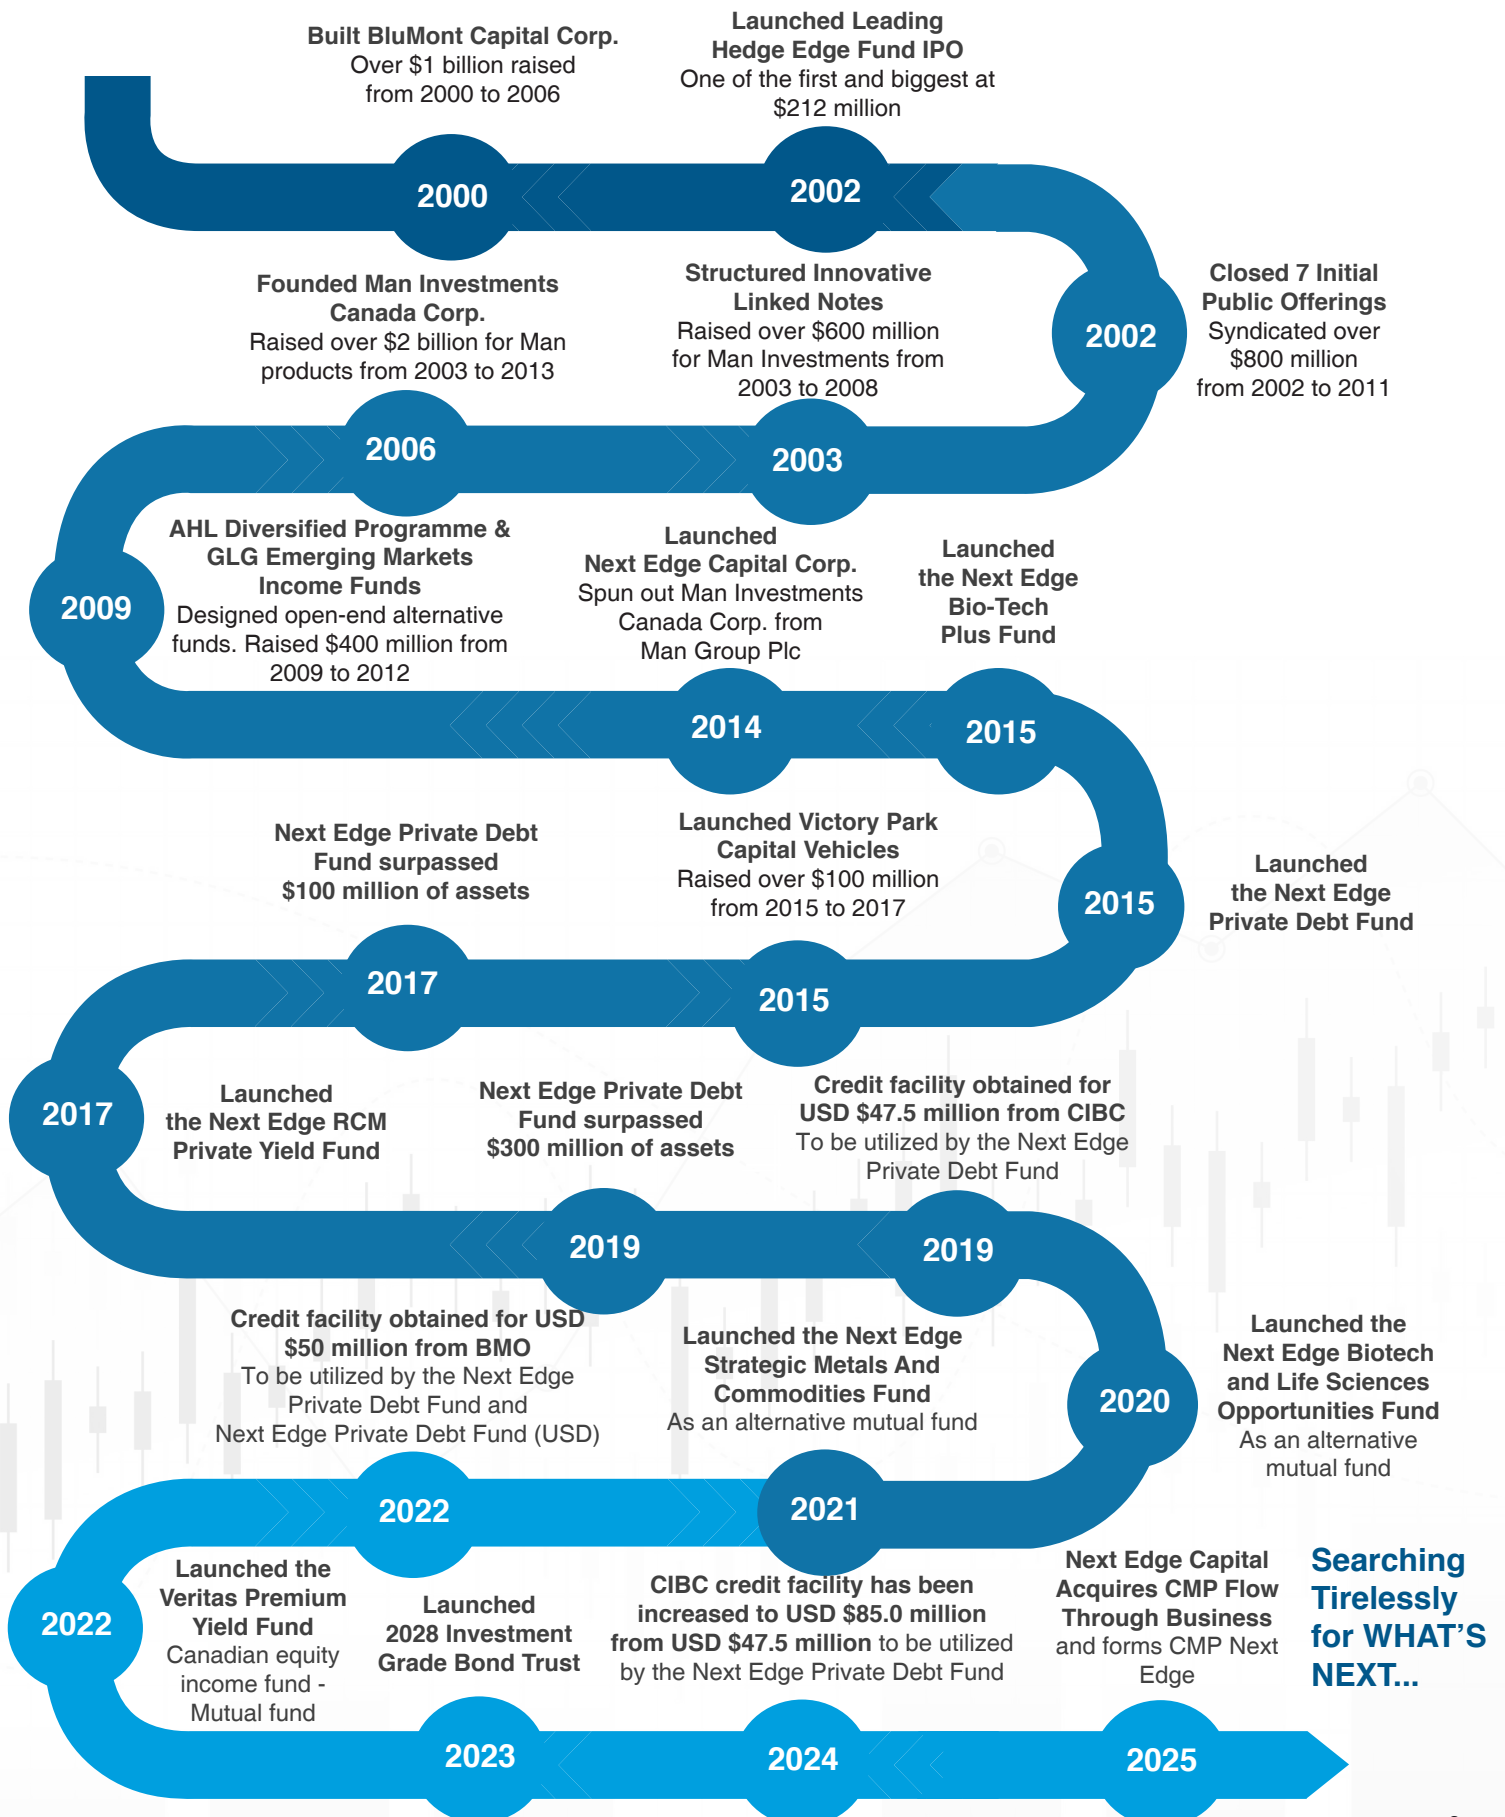 Built BluMont Capital Corp.
Over $1 billion raised
from 2000 to 2006
2000
Launched Leading
Hedge Edge Fund IPO
One of the first and biggest at
$212 million
2002
Closed 7 Initial
Public Offerings
Syndicated over
$800 million
from 2002 to 2011
2002
Structured Innovative
Linked Notes
Raised over $600 million
for Man Investments from
2003 to 2008
2003
Founded Man Investments
Canada Corp.
Raised over $2 billion for Man
products from 2003 to 2013
2006
AHL Diversified Programme &
GLG Emerging Markets
Income Funds
Designed open-end alternative
funds. Raised $400 million from
2009 to 2012
2009
Launched
Next Edge Capital Corp.
Spun out Man Investments
Canada Corp. from
Man Group Plc
2014
Launched
the Next Edge
Bio-Tech
Plus Fund
2015
Launched
the Next Edge
Private Debt Fund
2015
Launched Victory Park
Capital Vehicles
Raised over $100 million
from 2015 to 2017
2015
Next Edge Private Debt
Fund surpassed
$100 million of assets
2017
Launched
the Next Edge RCM
Private Yield Fund
2017
Next Edge Private Debt
Fund surpassed
$300 million of assets
2019
Credit facility obtained for
USD $47.5 million from CIBC
To be utilized by the Next Edge
Private Debt Fund
2019
Launched the
Next Edge Biotech
and Life Sciences
Opportunities Fund
As an alternative
mutual fund
2020
Launched the Next Edge
Strategic Metals And
Commodities Fund
As an alternative mutual fund
2021
Credit facility obtained for USD
$50 million from BMO
To be utilized by the Next Edge
Private Debt Fund and
Next Edge Private Debt Fund (USD)
2022
Launched the
Veritas Premium
Yield Fund
Canadian equity
income fund -
Mutual fund
2022
Launched
2028 Investment
Grade Bond Trust
2023
CIBC credit facility has been
increased to USD $85.0 million
from USD $47.5 million to be utilized
by the Next Edge Private Debt Fund
2024
Next Edge Capital
Acquires CMP Flow
Through Business
and forms CMP Next
Edge
2025
Searching
Tirelessly
for WHAT'S
NEXT...